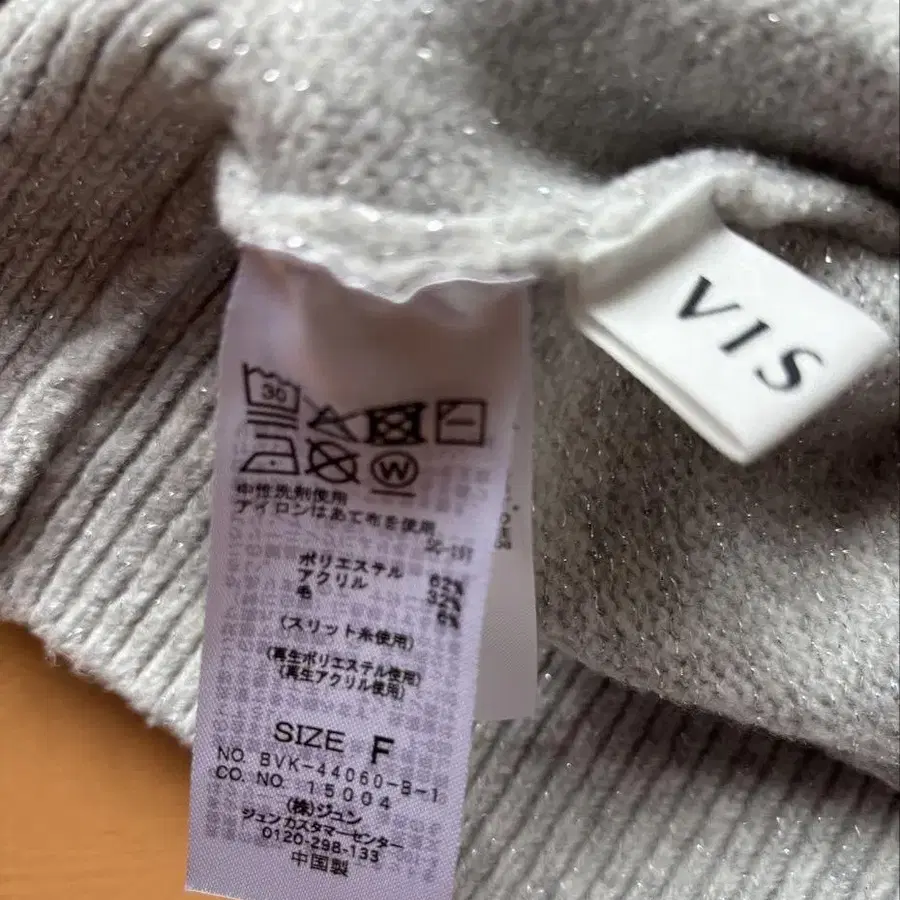 VIS
30
W
中性洗剤使用
アイロンはあて布を使用
ポリエステル 62%
アクリル 32%
毛 6%
(スリット糸使用)
(再生ポリエステル使用)
(再生アクリル使用)
SIZE F
NO. BVK-44060-B-1
CO. NO. 15004
(株)ジュン
ジュン カスタマーセンター
0120-298-133
中国製